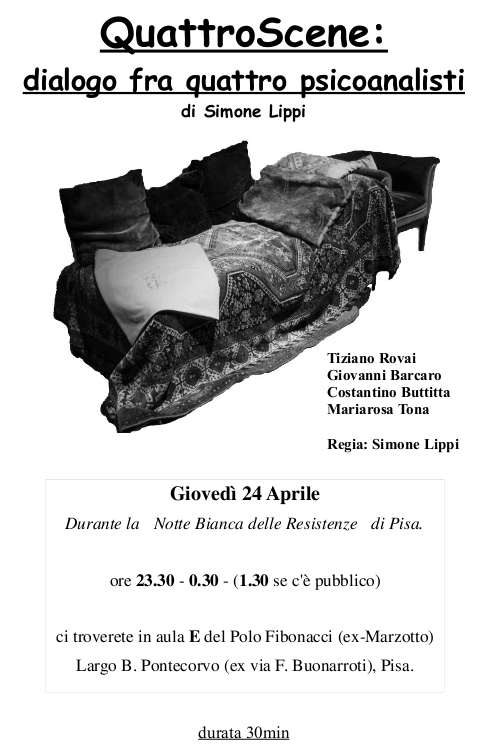 QuattroScene:
dialogo fra quattro psicoanalisti
di Simone Lippi
Tiziano Rovai
Giovanni Barcaro
Costantino Buttitta
Mariarosa Tona
Regia: Simone Lippi
Giovedì 24 Aprile
Durante la Notte Bianca delle Resistenze di Pisa.
ore 23.30 - 0.30 - (1.30 se c'è pubblico)
ci troverete in aula E del Polo Fibonacci (ex-Marzotto)
Largo B. Pontecorvo (ex via F. Buonarroti), Pisa.
durata 30min